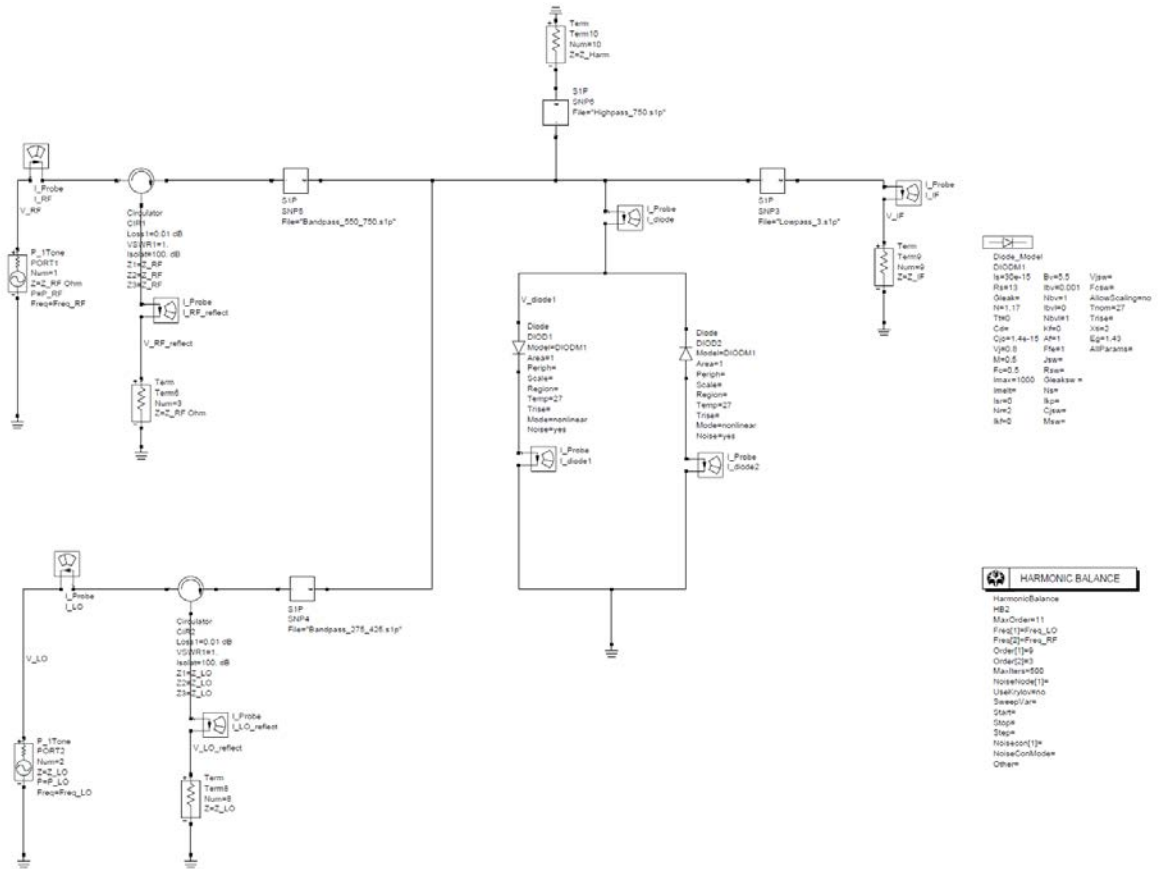 Term
Term10
Num=10
Z=Z_Harm
S1P
SNP6
File="Highpass_750.s1p"
I_Probe
I_RF
V_RF
Circulator
CIR1
Loss1=0.01 dB
VSWR1=1.
Isolat=100. dB
Z1=Z_RF
Z2=Z_RF
Z3=Z_RF
S1P
SNP5
File="Bandpass_550_750.s1p"
I_Probe
I_diode
S1P
SNP3
File="Lowpass_3.s1p"
I_Probe
I_IF
V_IF
P_1Tone
PORT1
Num=1
Z=Z_RF Ohm
P=P_RF
Freq=Freq_RF
I_Probe
I_RF_reflect
V_RF_reflect
Term
Term6
Num=3
Z=Z_RF Ohm
V_diode1
Diode
DIOD1
Model=DIODM1
Area=1
Periph=
Scale=
Region=
Temp=27
Trise=
Mode=nonlinear
Noise=yes
I_Probe
I_diode1
Diode
DIOD2
Model=DIODM1
Area=1
Periph=
Scale=
Region=
Temp=27
Trise=
Mode=nonlinear
Noise=yes
I_Probe
I_diode2
Term
Term9
Num=9
Z=Z_IF
Diode_Model
DIODM1
Is=30e-15 Bv=5.5 Vjsw=
Rs=13 Ibv=0.001 Fcsw=
Gleak= Nbv=1 AllowScaling=no
N=1.17 Ibvl=0 Tnom=27
Tt=0 Nbvl=1 Trise=
Cd= Kf=0 Xti=2
Cjo=1.4e-15 Af=1 Eg=1.43
Vj=0.8 Ffe=1 AllParams=
M=0.5 Jsw=
Fc=0.5 Rsw=
Imax=1000 Gleaksw=
Imelt= Ns=
Isr=0 Ikp=
Nr=2 Cjsw=
Ikf=0 Msw=
I_Probe
I_LO
V_LO
Circulator
CIR2
Loss1=0.01 dB
VSWR1=1.
Isolat=100. dB
Z1=Z_LO
Z2=Z_LO
Z3=Z_LO
S1P
SNP4
File="Bandpass_275_425.s1p"
I_Probe
I_LO_reflect
V_LO_reflect
P_1Tone
PORT2
Num=2
Z=Z_LO
P=P_LO
Freq=Freq_LO
Term
Term8
Num=8
Z=Z_LO
HARMONIC BALANCE
HarmonicBalance
HB2
MaxOrder=11
Freq[1]=Freq_LO
Freq[2]=Freq_RF
Order[1]=9
Order[2]=3
MaxIters=500
NoiseNode[1]=
UseKrylov=no
SweepVar=
Start=
Stop=
Step=
Noisecon[1]=
NoiseConMode=
Other=